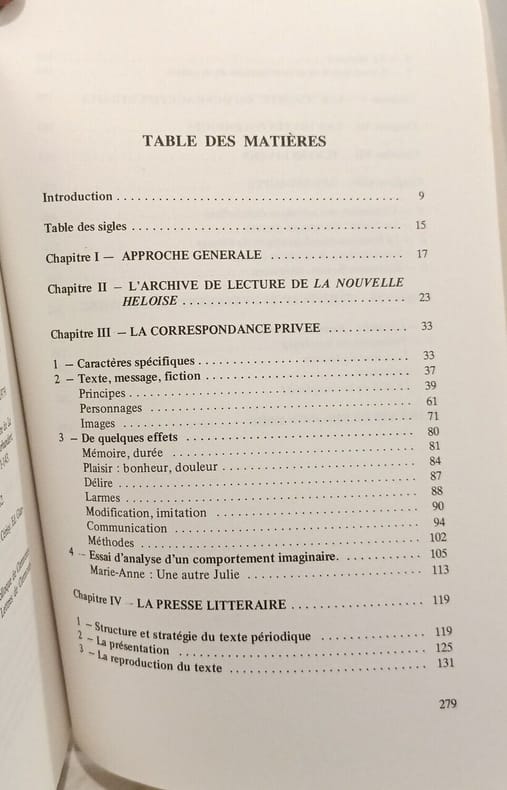 TABLE DES MATIÈRES
Introduction . . . . . . . . . . . . . . . . . . . . . . . . . . . . . . . . . . . . . . . . . . 9
Table des sigles . . . . . . . . . . . . . . . . . . . . . . . . . . . . . . . . . . . . . . . . 15
Chapitre I — APPROCHE GENERALE . . . . . . . . . . . . . . . . . . . . 17
Chapitre II – L'ARCHIVE DE LECTURE DE LA NOUVELLE
HELOISE . . . . . . . . . . . . . . . . . . . . . . . . . . . . . . . . . 23
Chapitre III – LA CORRESPONDANCE PRIVEE . . . . . . . . . . . . 33
1 – Caractères spécifiques . . . . . . . . . . . . . . . . . . . . . . . . . . . . . . 33
2 – Texte, message, fiction . . . . . . . . . . . . . . . . . . . . . . . . . . . . . 37
Principes . . . . . . . . . . . . . . . . . . . . . . . . . . . . . . . . . . . . . . . 39
Personnages . . . . . . . . . . . . . . . . . . . . . . . . . . . . . . . . . . . . 61
Images . . . . . . . . . . . . . . . . . . . . . . . . . . . . . . . . . . . . . . . . 71
3 – De quelques effets . . . . . . . . . . . . . . . . . . . . . . . . . . . . . . . . 80
Mémoire, durée . . . . . . . . . . . . . . . . . . . . . . . . . . . . . . . . . 81
Plaisir : bonheur, douleur . . . . . . . . . . . . . . . . . . . . . . . . . . . 84
Délire . . . . . . . . . . . . . . . . . . . . . . . . . . . . . . . . . . . . . . . . 87
Larmes . . . . . . . . . . . . . . . . . . . . . . . . . . . . . . . . . . . . . . . 88
Modification, imitation . . . . . . . . . . . . . . . . . . . . . . . . . . . . 90
Communication . . . . . . . . . . . . . . . . . . . . . . . . . . . . . . . . . 94
Méthodes . . . . . . . . . . . . . . . . . . . . . . . . . . . . . . . . . . . . . 102
4 – Essai d'analyse d'un comportement imaginaire. . . . . . . . . . . . 105
Marie-Anne : Une autre Julie . . . . . . . . . . . . . . . . . . . . . . . . 113
Chapitre IV – LA PRESSE LITTERAIRE . . . . . . . . . . . . . . . . . . 119
1 – Structure et stratégie du texte périodique . . . . . . . . . . . . . . 119
2 – La présentation . . . . . . . . . . . . . . . . . . . . . . . . . . . . . . . . . 125
3 – La reproduction du texte . . . . . . . . . . . . . . . . . . . . . . . . . . 131
279